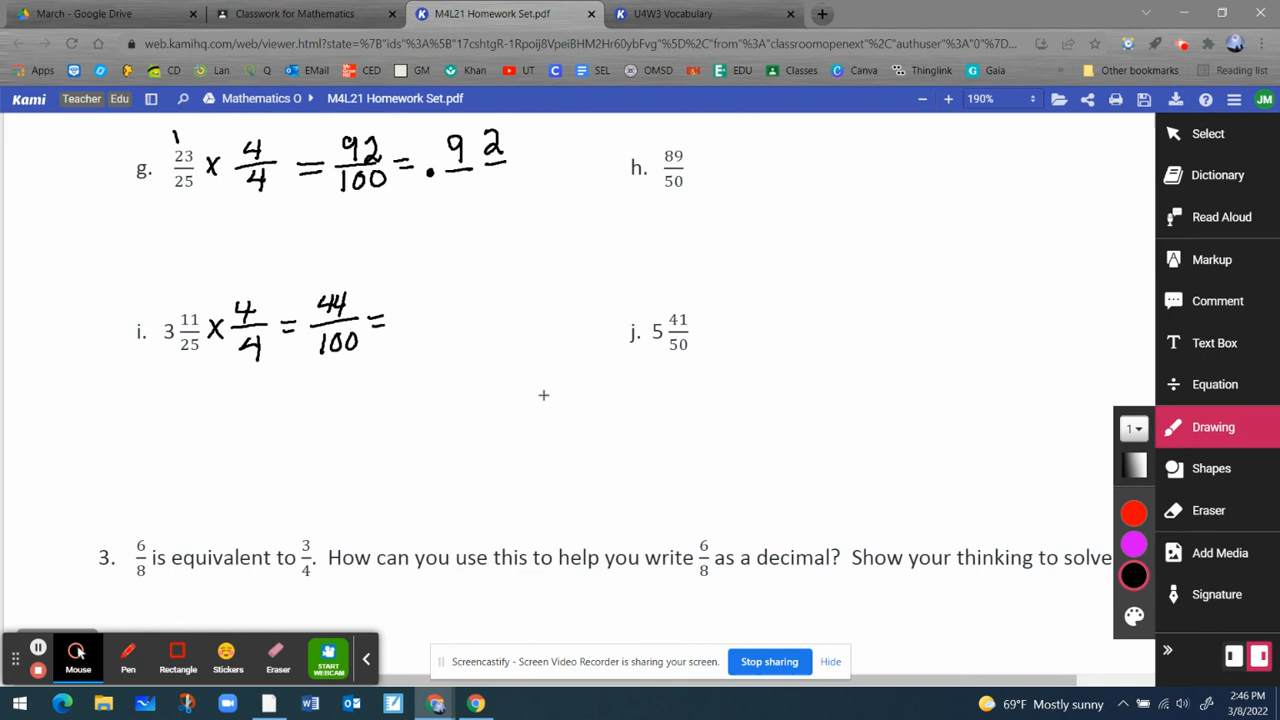 March - Google Drive
Classwork for Mathematics
M4L21 Homework Set.pdf
U4W3 Vocabulary
web.kamihq.com/web/viewer.html?state=%7B"ids"%3A%5B"17cshtgR-1Rpoij8Vpei8HM2Hr60ybFvg"%5D%2C"from"%3A"classroomopennext"%2C"authuser"%3A"0"%7D...
Apps CD Lan Q EMail CED GM Khan UT C SEL OMSD EDU Classes Canva Thinglink Gaia Other bookmarks Reading list
Kami Teacher Edu Mathematics O M4L21 Homework Set.pdf 190% JM
g. 23/25 × 4/4 = 92/100 = .92
h. 89/50
i. 3 11/25 × 4/4 = 44/100 =
j. 5 41/50
3. 6/8 is equivalent to 3/4. How can you use this to help you write 6/8 as a decimal? Show your thinking to solve
Select
Dictionary
Read Aloud
Markup
Comment
Text Box
Equation
1
Drawing
Shapes
Eraser
Add Media
Signature
Mouse Pen Rectangle Stickers Eraser START WEBCAM
Screencastify - Screen Video Recorder is sharing your screen. Stop sharing Hide
69°F Mostly sunny
2:46 PM
3/8/2022